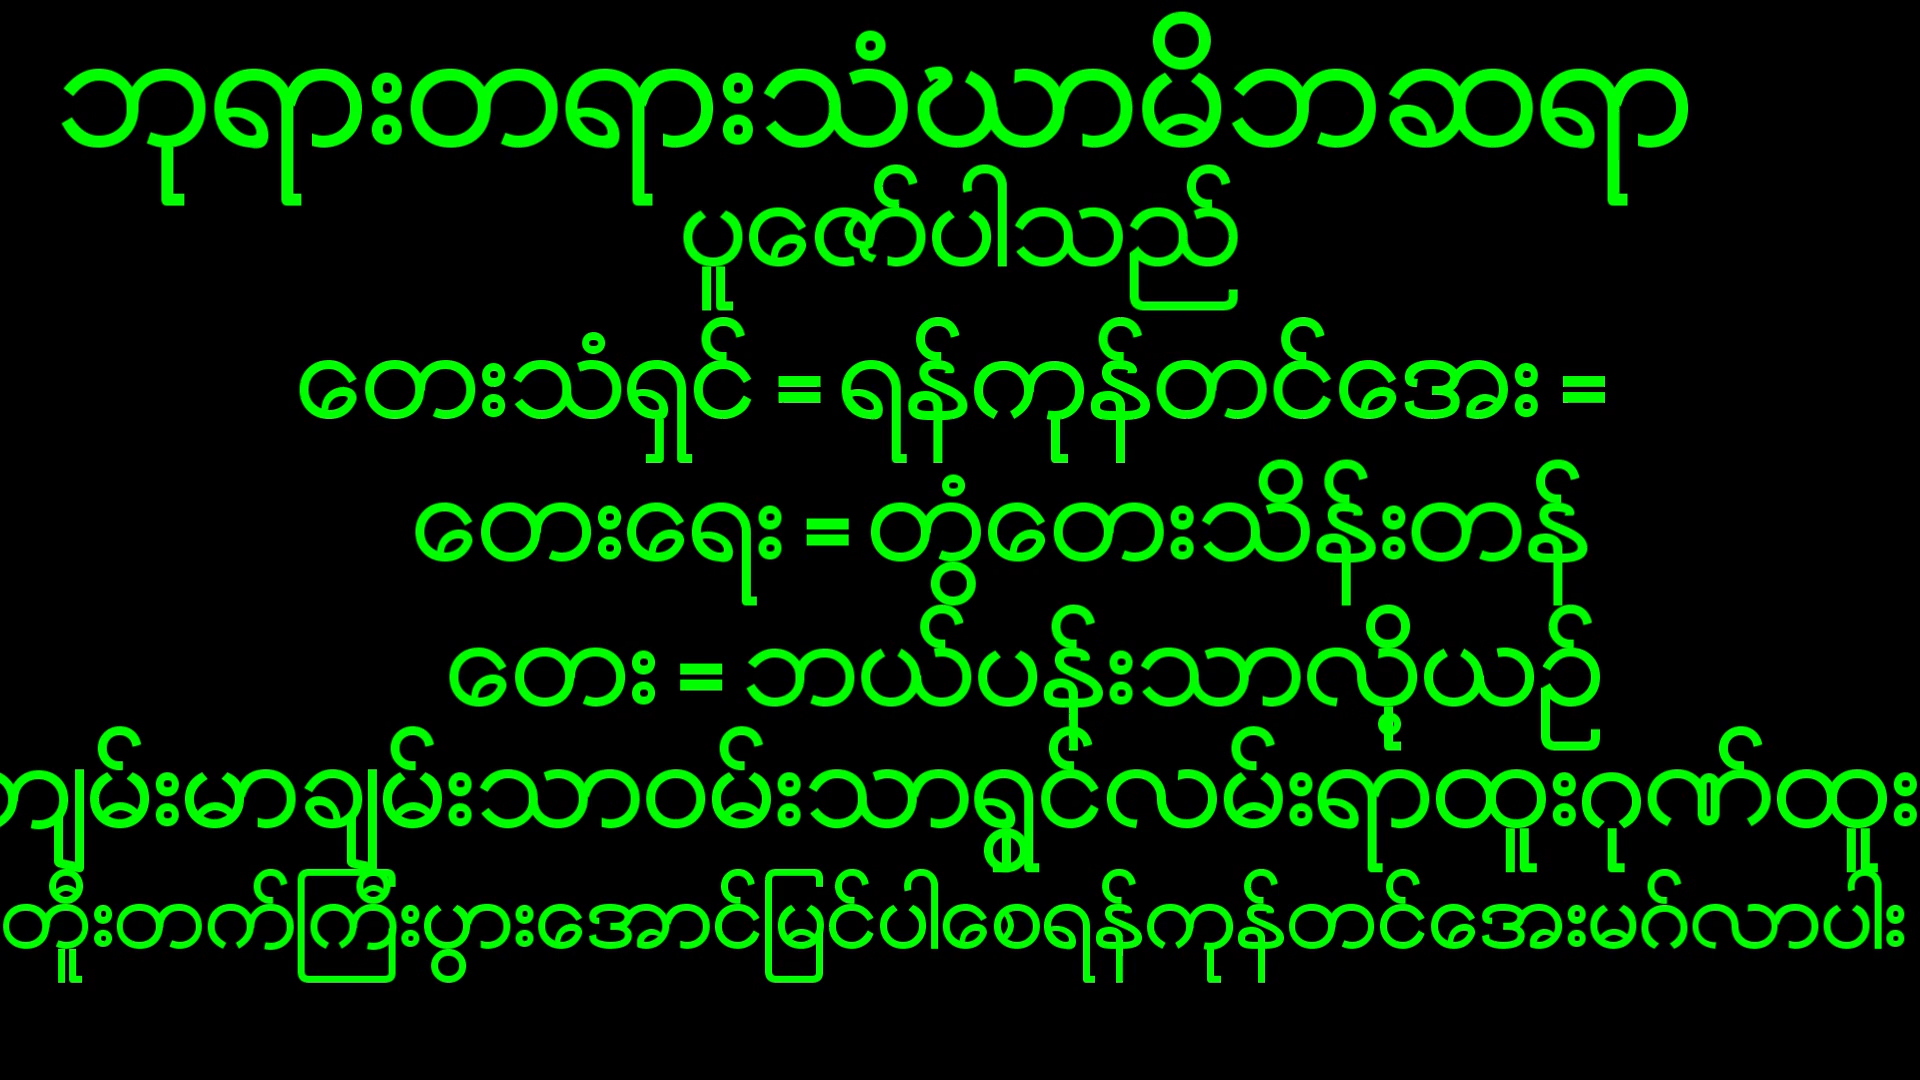 ဘုရားတရားသံဃာမိဘဆရာ
ပူဇော်ပါသည်
တေးသံရှင် = ရန်ကုန်တင်အေး =
တေးရေး = တွံတေးသိန်းတန်
တေး = ဘယ်ပန်းသာလို့ယဉ်
ကျမ်းမာချမ်းသာဝမ်းသာရွှင်လမ်းရာထူးဂုဏ်ထူး
တိူးတက်ကြီးပွားအောင်မြင်ပါစေရန်ကုန်တင်အေးမဂ်လာပါး